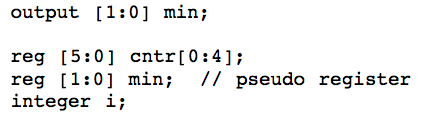 output [1:0] min;
reg [5:0] cntr[0:4];
reg [1:0] min;  // pseudo register
integer i;